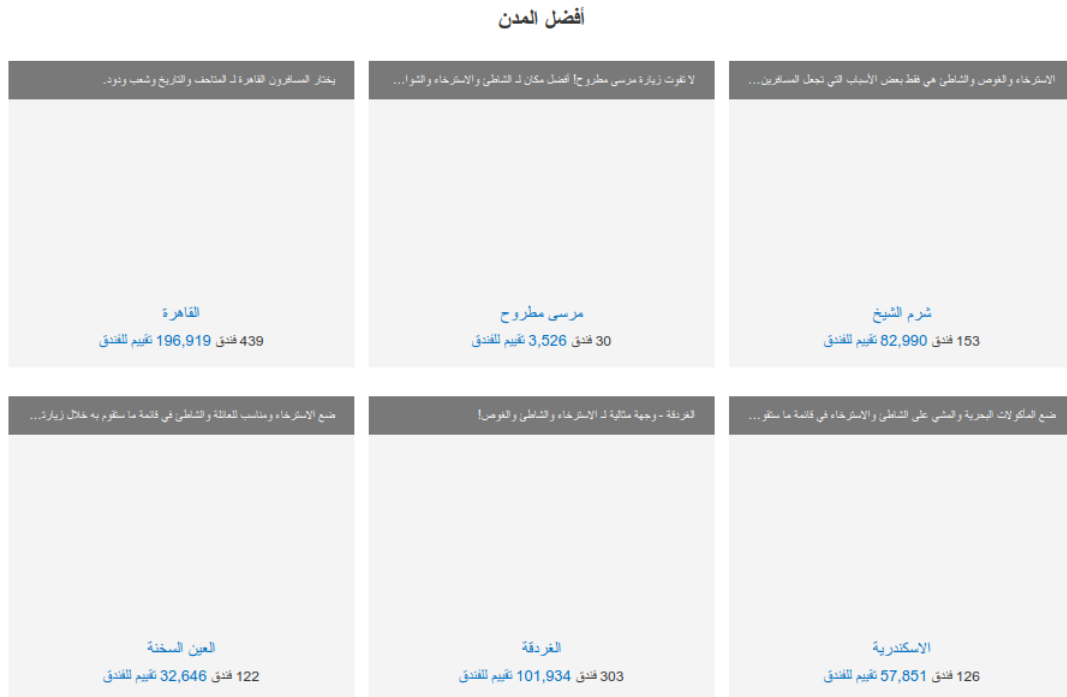 أفضل المدن
الاسترخاء والغوص والشاطئ هي فقط بعض الأسباب التي تجعل المسافرين...
شرم الشيخ
153 فندق 82,990 تقييم للفندق
لا تفوت زيارة مرسى مطروح! أفضل مكان لـ الشاطئ والاسترخاء والشوا...
مرسى مطروح
30 فندق 3,526 تقييم للفندق
يختار المسافرون القاهرة لـ المتاحف والتاريخ وشعب ودود.
القاهرة
439 فندق 196,919 تقييم للفندق
ضع المأكولات البحرية والمشي على الشاطئ والاسترخاء في قائمة ما ستقو...
الاسكندرية
126 فندق 57,851 تقييم للفندق
الغردقة - وجهة مثالية لـ الاسترخاء والشاطئ والغوص!
الغردقة
303 فندق 101,934 تقييم للفندق
ضع الاسترخاء ومناسب للعائلة والشاطئ في قائمة ما ستقوم به خلال زيارت...
العين السخنة
122 فندق 32,646 تقييم للفندق